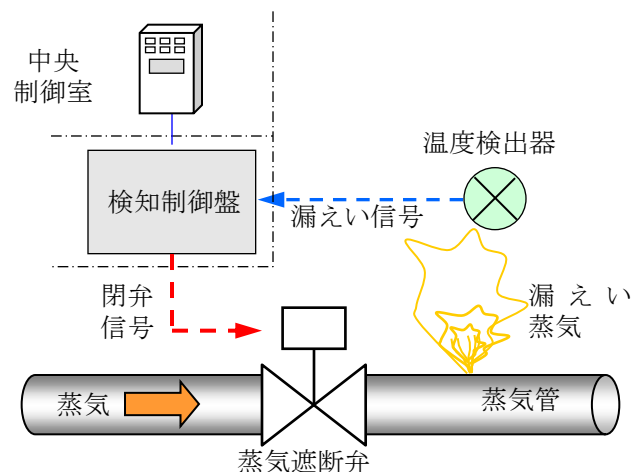 中央
制御室
温度検出器
検知制御盤
漏えい信号
閉弁
信号
漏えい
蒸気
蒸気
蒸気管
蒸気遮断弁